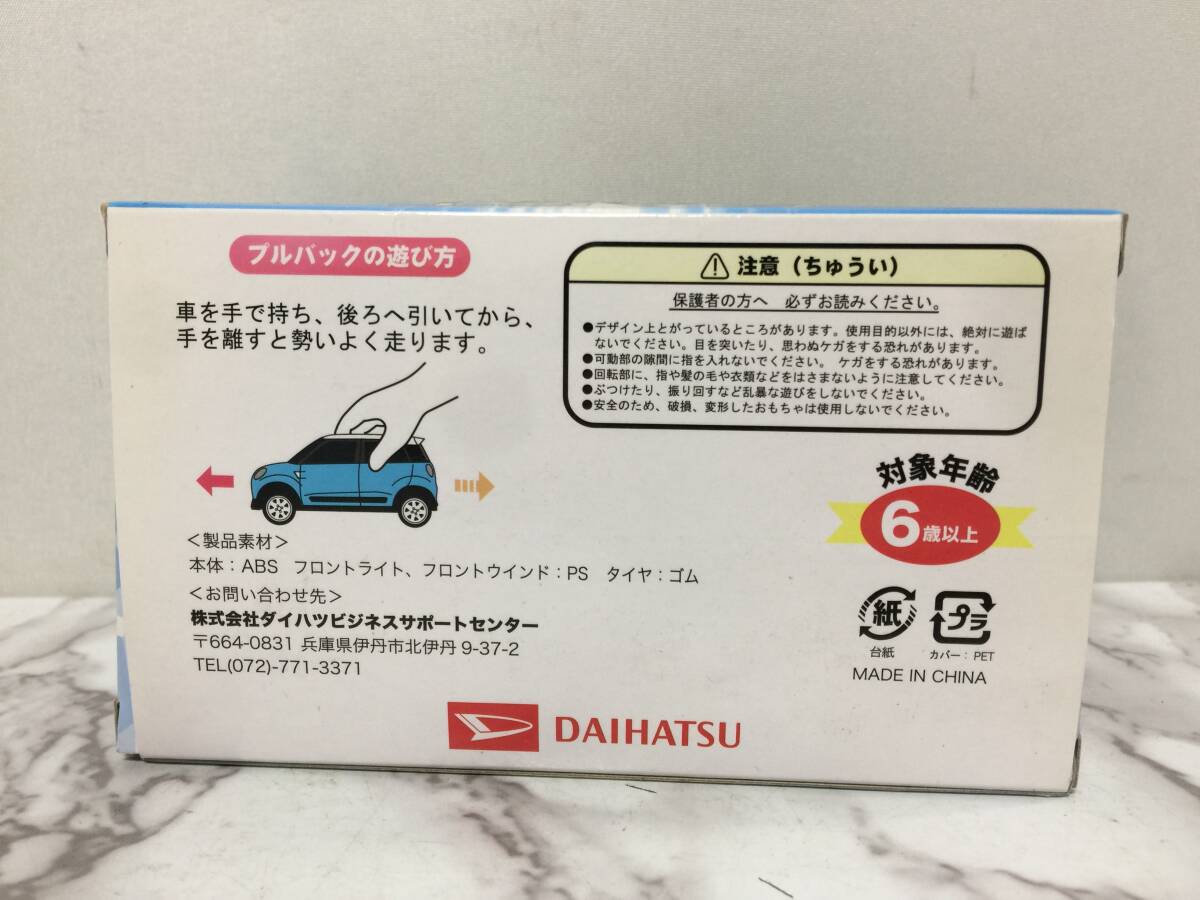 プルバックの遊び方
車を手で持ち、後ろへ引いてから、
手を離すと勢いよく走ります。
注意（ちゅうい）
保護者の方へ　必ずお読みください。
●デザイン上とがっているところがあります。使用目的以外には、絶対に遊ば
ないでください。目を突いたり、思わぬケガをする恐れがあります。
●可動部の隙間に指を入れないでください。 ケガをする恐れがあります。
●回転部に、指や髪の毛や衣類などをはさまないように注意してください。
●ぶつけたり、振り回すなど乱暴な遊びをしないでください。
●安全のため、破損、変形したおもちゃは使用しないでください。
対象年齢
6歳以上
＜製品素材＞
本体：ABS　フロントライト、フロントウインド：PS　タイヤ：ゴム
＜お問い合わせ先＞
株式会社ダイハツビジネスサポートセンター
〒664-0831 兵庫県伊丹市北伊丹 9-37-2
TEL(072)-771-3371
紙
台紙
プラ
カバー：PET
MADE IN CHINA
DAIHATSU